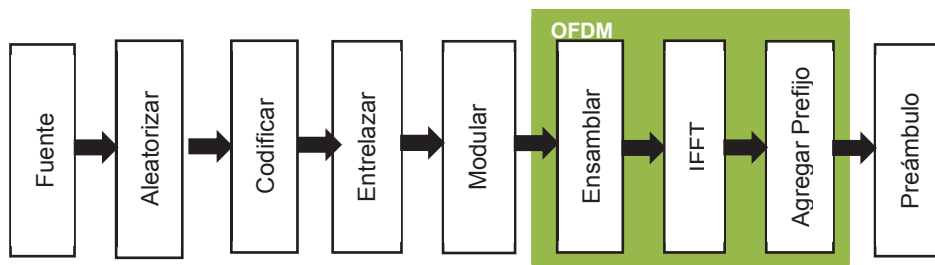 OFDM
Fuente
Aleatorizar
Codificar
Entrelazar
Modular
Ensamblar
IFFT
Agregar Prefijo
Preámbulo